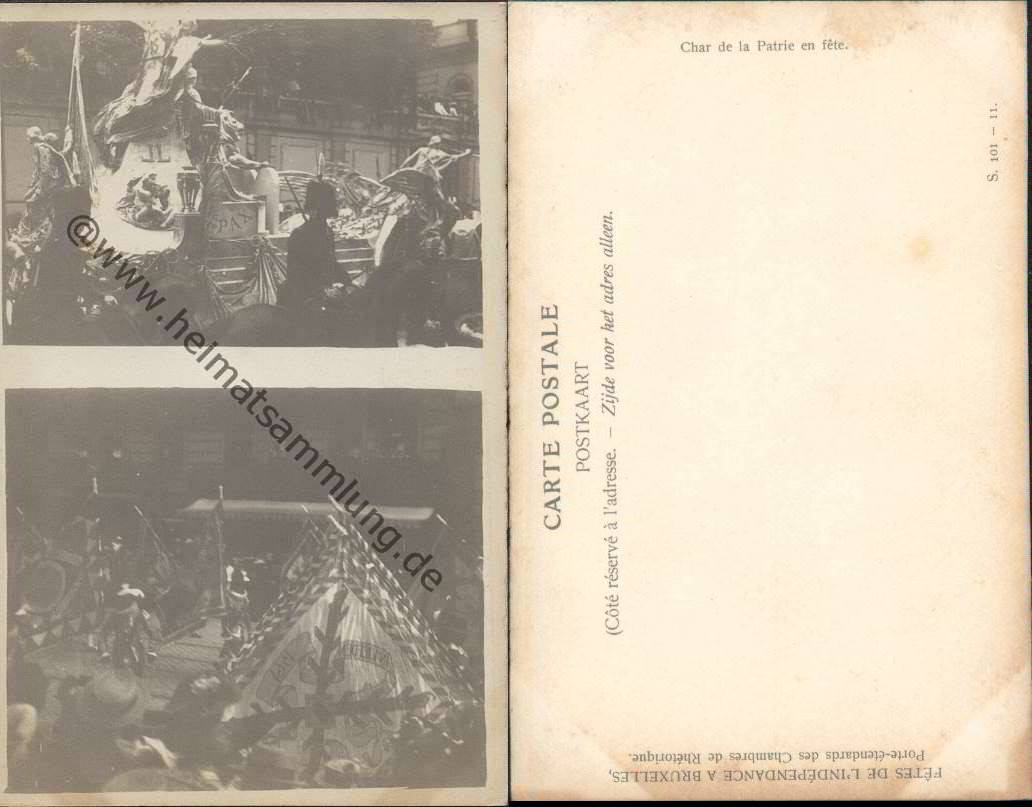 PAX
@www.heimatsammlung.de
Char de la Patrie en fête.
S. 101 – 11.
CARTE POSTALE
POSTKAART
(Côté réservé à l'adresse. – Zijde voor het adres alleen.
FÊTES DE L'INDÉPENDANCE A BRUXELLES,
Porte-étendards des Chambres de Rhétorique.